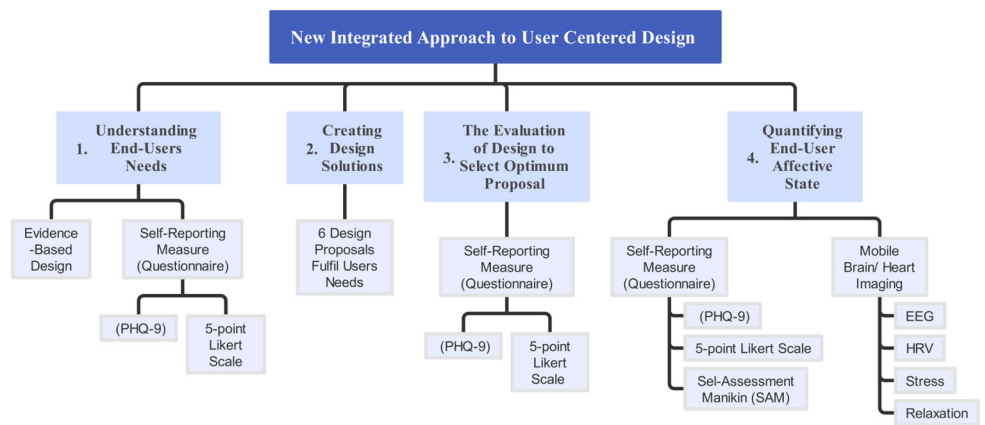 New Integrated Approach to User Centered Design
1.
Understanding
End-Users
Needs
2.
Creating
Design
Solutions
3.
The Evaluation
of Design to
Select Optimum
Proposal
4.
Quantifying
End-User
Affective
State
Evidence
-Based
Design
Self-Reporting
Measure
(Questionnaire)
(PHQ-9)
5-point
Likert
Scale
6 Design
Proposals
Fulfil Users
Needs
Self-Reporting
Measure
(Questionnaire)
(PHQ-9)
5-point
Likert
Scale
Self-Reporting
Measure
(Questionnaire)
(PHQ-9)
5-point Likert Scale
Sel-Assessment
Manikin (SAM)
Mobile
Brain/ Heart
Imaging
EEG
HRV
Stress
Relaxation